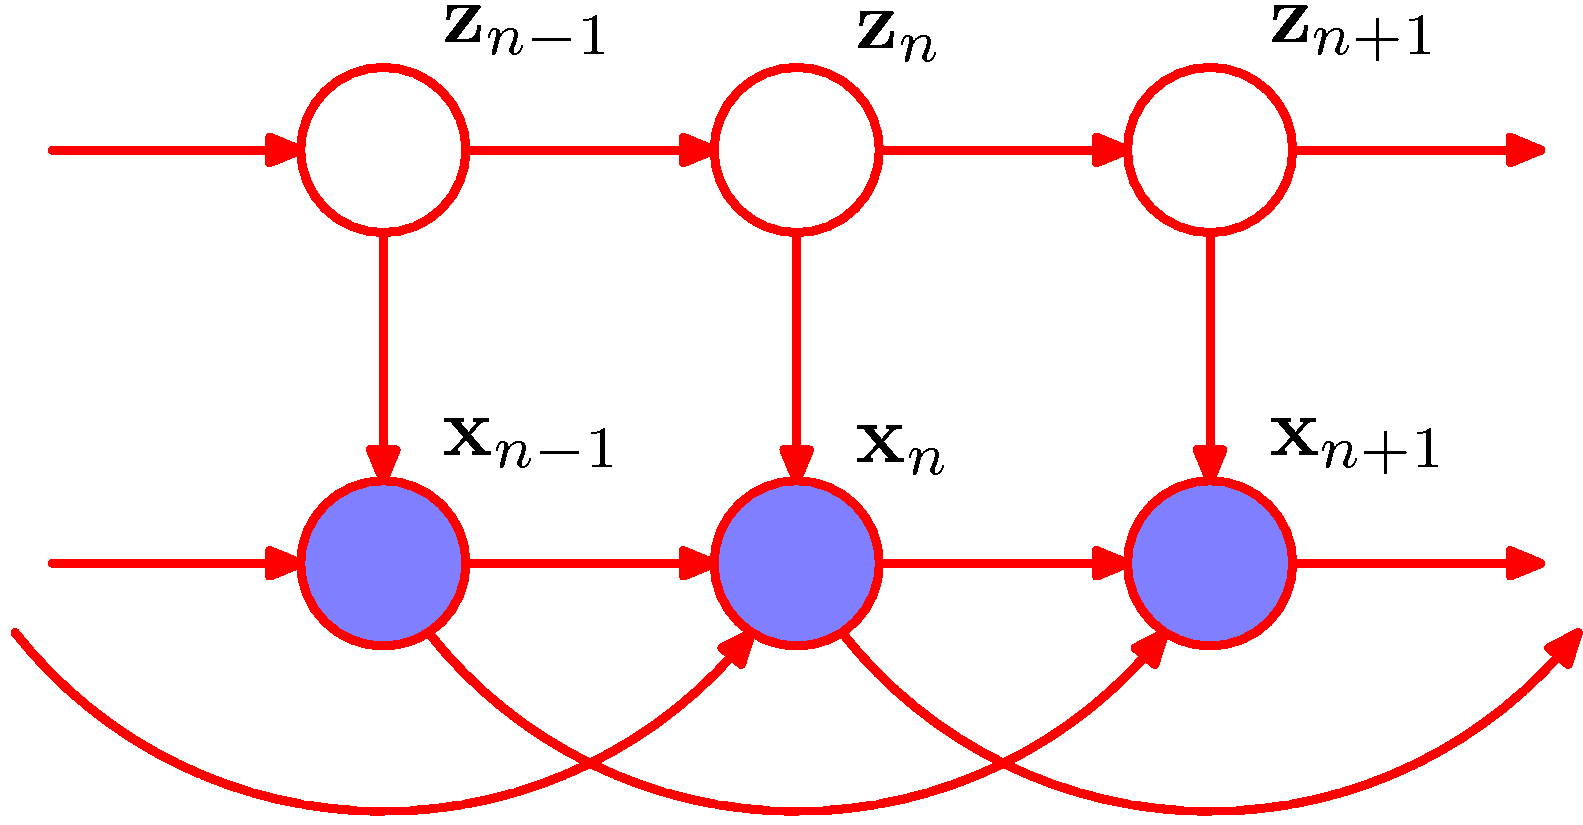 z_{n-1} z_n z_{n+1}
x_{n-1} x_n x_{n+1}